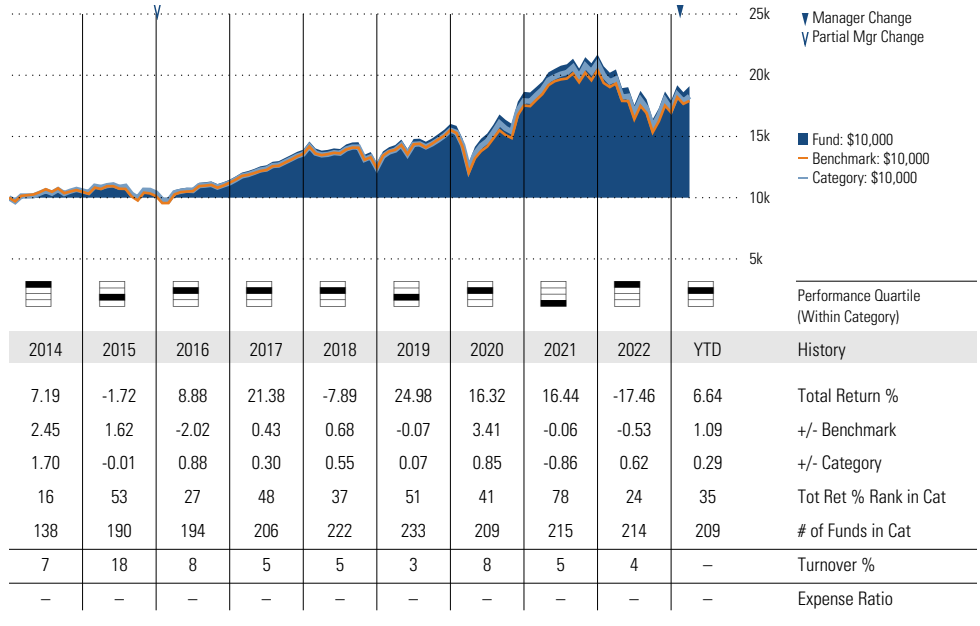 25k
20k
15k
10k
5k
Manager Change
Partial Mgr Change
Fund: $10,000
Benchmark: $10,000
Category: $10,000
Performance Quartile
(Within Category)
2014 2015 2016 2017 2018 2019 2020 2021 2022 YTD History
7.19 -1.72 8.88 21.38 -7.89 24.98 16.32 16.44 -17.46 6.64 Total Return %
2.45 1.62 -2.02 0.43 0.68 -0.07 3.41 -0.06 -0.53 1.09 +/- Benchmark
1.70 -0.01 0.88 0.30 0.55 0.07 0.85 -0.86 0.62 0.29 +/- Category
16 53 27 48 37 51 41 78 24 35 Tot Ret % Rank in Cat
138 190 194 206 222 233 209 215 214 209 # of Funds in Cat
7 18 8 5 5 3 8 5 4 – Turnover %
– – – – – – – – – – Expense Ratio